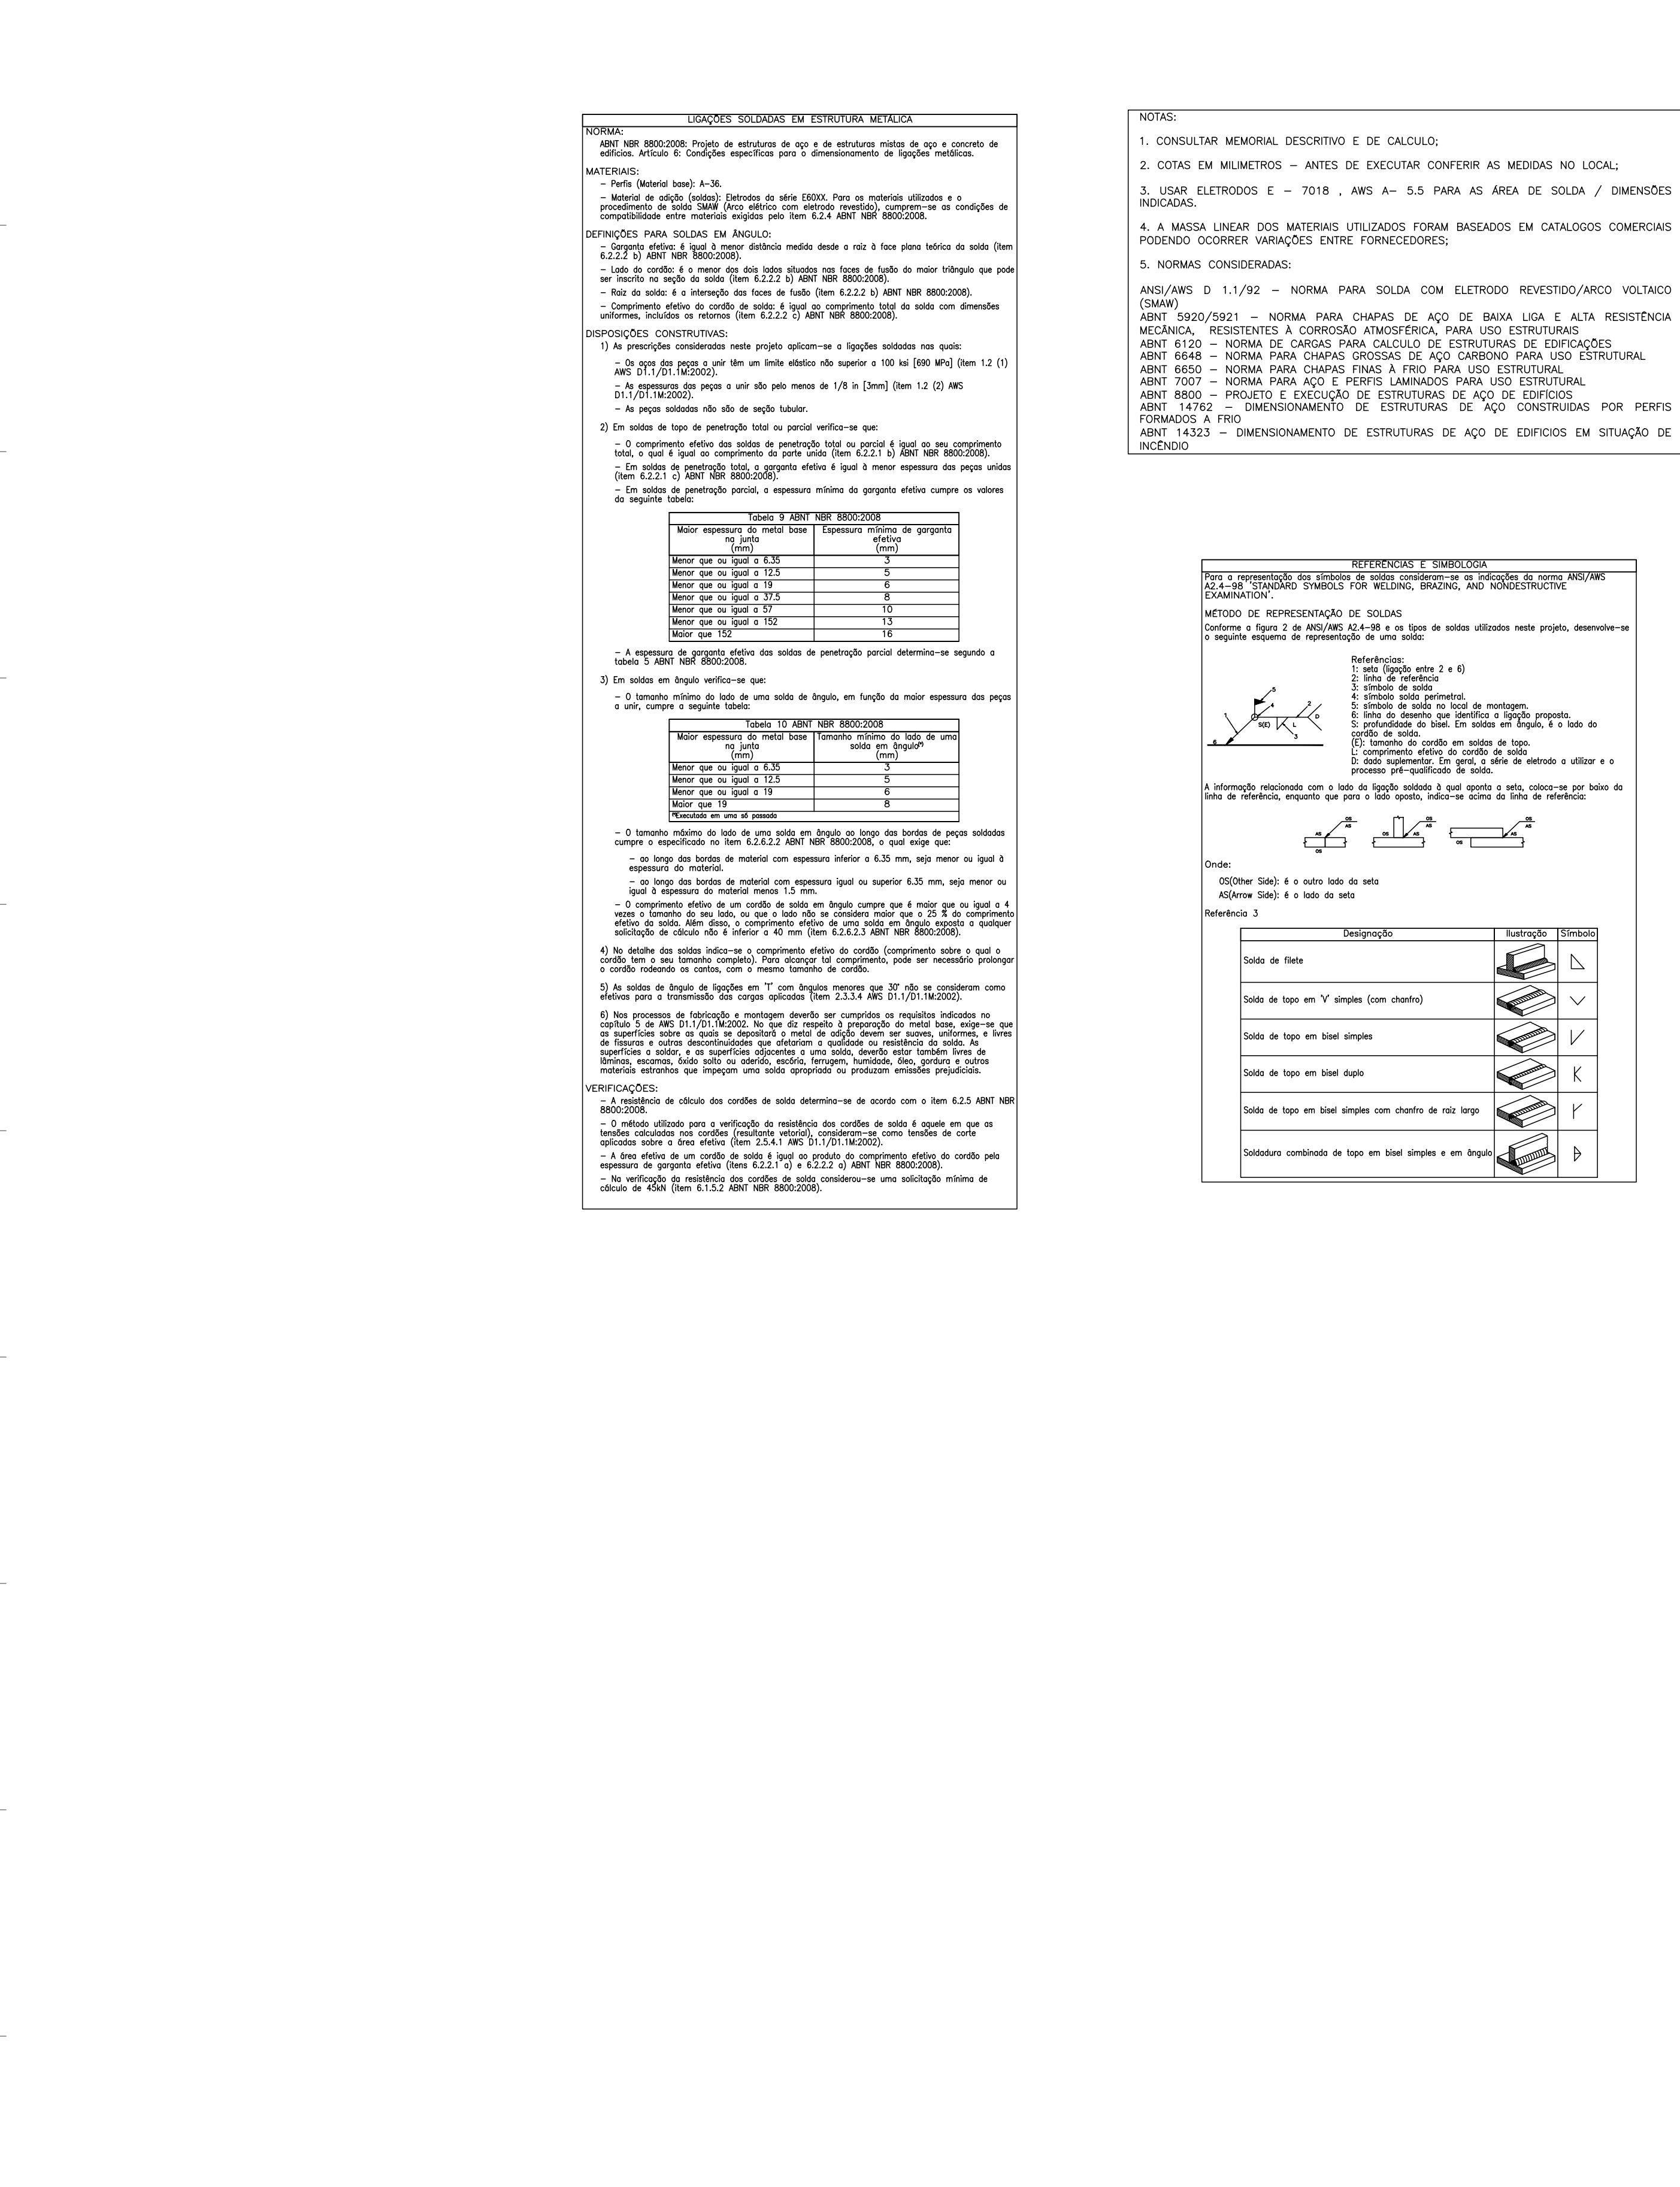 LIGAÇÕES SOLDADAS EM ESTRUTURA METÁLICA
NORMA:
ABNT NBR 8800:2008: Projeto de estruturas de aço e de estruturas mistas de aço e concreto de
edifícios. Artículo 6: Condições específicas para o dimensionamento de ligações metálicas.
MATERIAIS:
– Perfis (Material base): A-36.
– Material de adição (soldas): Eletrodos da série E60XX. Para os materiais utilizados e o
procedimento de solda SMAW (Arco elétrico com eletrodo revestido), cumprem-se as condições de
compatibilidade entre materiais exigidas pelo item 6.2.4 ABNT NBR 8800:2008.
DEFINIÇÕES PARA SOLDAS EM ÂNGULO:
– Garganta efetiva: é igual à menor distância medida desde a raiz à face plana teórica da solda (item
6.2.2.2 b) ABNT NBR 8800:2008).
– Lado do cordão: é o menor dos dois lados situados nas faces de fusão do maior triângulo que pode
ser inscrito na seção da solda (item 6.2.2.2 b) ABNT NBR 8800:2008).
– Raiz da solda: é a interseção das faces de fusão (item 6.2.2.2 b) ABNT NBR 8800:2008).
– Comprimento efetivo do cordão de solda: é igual ao comprimento total da solda com dimensões
uniformes, incluídos os retornos (item 6.2.2.2 c) ABNT NBR 8800:2008).
DISPOSIÇÕES CONSTRUTIVAS:
1) As prescrições consideradas neste projeto aplicam-se a ligações soldadas nas quais:
– Os aços das peças a unir têm um limite elástico não superior a 100 ksi [690 MPa] (item 1.2 (1)
AWS D1.1/D1.1M:2002).
– As espessuras das peças a unir são pelo menos de 1/8 in [3mm] (item 1.2 (2) AWS
D1.1/D1.1M:2002).
– As peças soldadas não são de seção tubular.
2) Em soldas de topo de penetração total ou parcial verifica-se que:
– O comprimento efetivo das soldas de penetração total ou parcial é igual ao seu comprimento
total, o qual é igual ao comprimento da parte unida (item 6.2.2.1 b) ABNT NBR 8800:2008).
– Em soldas de penetração total, a garganta efetiva é igual à menor espessura das peças unidas
(item 6.2.2.1 c) ABNT NBR 8800:2008).
– Em soldas de penetração parcial, a espessura mínima da garganta efetiva cumpre os valores
da seguinte tabela:
Tabela 9 ABNT NBR 8800:2008
Maior espessura do metal base
na junta
(mm)
Espessura mínima de garganta
efetiva
(mm)
Menor que ou igual a 6.35 3
Menor que ou igual a 12.5 5
Menor que ou igual a 19 6
Menor que ou igual a 37.5 8
Menor que ou igual a 57 10
Menor que ou igual a 152 13
Maior que 152 16
– A espessura de garganta efetiva das soldas de penetração parcial determina-se segundo a
tabela 5 ABNT NBR 8800:2008.
3) Em soldas em ângulo verifica-se que:
– O tamanho mínimo do lado de uma solda de ângulo, em função da maior espessura das peças
a unir, cumpre a seguinte tabela:
Tabela 10 ABNT NBR 8800:2008
Maior espessura do metal base
na junta
(mm)
Tamanho mínimo do lado de uma
solda em ângulo(*)
(mm)
Menor que ou igual a 6.35 3
Menor que ou igual a 12.5 5
Menor que ou igual a 19 6
Maior que 19 8
(*)Executada em uma só passada
– O tamanho máximo do lado de uma solda em ângulo ao longo das bordas de peças soldadas
cumpre o especificado no item 6.2.6.2.2 ABNT NBR 8800:2008, o qual exige que:
– ao longo das bordas de material com espessura inferior a 6.35 mm, seja menor ou igual à
espessura do material.
– ao longo das bordas de material com espessura igual ou superior 6.35 mm, seja menor ou
igual à espessura do material menos 1.5 mm.
– O comprimento efetivo de um cordão de solda em ângulo cumpre que é maior que ou igual a 4
vezes o tamanho do seu lado, ou que o lado não se considera maior que o 25 % do comprimento
efetivo da solda. Além disso, o comprimento efetivo de uma solda em ângulo exposta a qualquer
solicitação de cálculo não é inferior a 40 mm (item 6.2.6.2.3 ABNT NBR 8800:2008).
4) No detalhe das soldas indica-se o comprimento efetivo do cordão (comprimento sobre o qual o
cordão tem o seu tamanho completo). Para alcançar tal comprimento, pode ser necessário prolongar
o cordão rodeando os cantos, com o mesmo tamanho de cordão.
5) As soldas de ângulo de ligações em 'T' com ângulos menores que 30° não se consideram como
efetivas para a transmissão das cargas aplicadas (item 2.3.3.4 AWS D1.1/D1.1M:2002).
6) Nos processos de fabricação e montagem deverão ser cumpridos os requisitos indicados no
capítulo 5 de AWS D1.1/D1.1M:2002. No que diz respeito à preparação do metal base, exige-se que
as superfícies sobre as quais se depositará o metal de adição devem ser suaves, uniformes, e livres
de fissuras e outras descontinuidades que afetariam a qualidade ou resistência da solda. As
superfícies a soldar, e as superfícies adjacentes a uma solda, deverão estar também livres de
lâminas, escamas, óxido solto ou aderido, escória, ferrugem, humidade, óleo, gordura e outros
materiais estranhos que impeçam uma solda apropriada ou produzam emissões prejudiciais.
VERIFICAÇÕES:
– A resistência de cálculo dos cordões de solda determina-se de acordo com o item 6.2.5 ABNT NBR
8800:2008.
– O método utilizado para a verificação da resistência dos cordões de solda é aquele em que as
tensões calculadas nos cordões (resultante vetorial), consideram-se como tensões de corte
aplicadas sobre a área efetiva (item 2.5.4.1 AWS D1.1/D1.1M:2002).
– A área efetiva de um cordão de solda é igual ao produto do comprimento efetivo do cordão pela
espessura de garganta efetiva (itens 6.2.2.1 a) e 6.2.2.2 a) ABNT NBR 8800:2008).
– Na verificação da resistência dos cordões de solda considerou-se uma solicitação mínima de
cálculo de 45kN (item 6.1.5.2 ABNT NBR 8800:2008).
NOTAS:
1. CONSULTAR MEMORIAL DESCRITIVO E DE CALCULO;
2. COTAS EM MILIMETROS – ANTES DE EXECUTAR CONFERIR AS MEDIDAS NO LOCAL;
3. USAR ELETRODOS E – 7018 , AWS A– 5.5 PARA AS ÁREA DE SOLDA / DIMENSÕES
INDICADAS.
4. A MASSA LINEAR DOS MATERIAIS UTILIZADOS FORAM BASEADOS EM CATALOGOS COMERCIAIS
PODENDO OCORRER VARIAÇÕES ENTRE FORNECEDORES;
5. NORMAS CONSIDERADAS:
ANSI/AWS D 1.1/92 – NORMA PARA SOLDA COM ELETRODO REVESTIDO/ARCO VOLTAICO
(SMAW)
ABNT 5920/5921 – NORMA PARA CHAPAS DE AÇO DE BAIXA LIGA E ALTA RESISTÊNCIA
MECÂNICA, RESISTENTES À CORROSÃO ATMOSFÉRICA, PARA USO ESTRUTURAIS
ABNT 6120 – NORMA DE CARGAS PARA CALCULO DE ESTRUTURAS DE EDIFICAÇÕES
ABNT 6648 – NORMA PARA CHAPAS GROSSAS DE AÇO CARBONO PARA USO ESTRUTURAL
ABNT 6650 – NORMA PARA CHAPAS FINAS À FRIO PARA USO ESTRUTURAL
ABNT 7007 – NORMA PARA AÇO E PERFIS LAMINADOS PARA USO ESTRUTURAL
ABNT 8800 – PROJETO E EXECUÇÃO DE ESTRUTURAS DE AÇO DE EDIFÍCIOS
ABNT 14762 – DIMENSIONAMENTO DE ESTRUTURAS DE AÇO CONSTRUIDAS POR PERFIS
FORMADOS A FRIO
ABNT 14323 – DIMENSIONAMENTO DE ESTRUTURAS DE AÇO DE EDIFICIOS EM SITUAÇÃO DE
INCÊNDIO
REFERÊNCIAS E SIMBOLOGIA
Para a representação dos símbolos de soldas consideram-se as indicações da norma ANSI/AWS
A2.4-98 'STANDARD SYMBOLS FOR WELDING, BRAZING, AND NONDESTRUCTIVE
EXAMINATION'.
MÉTODO DE REPRESENTAÇÃO DE SOLDAS
Conforme a figura 2 de ANSI/AWS A2.4-98 e os tipos de soldas utilizados neste projeto, desenvolve-se
o seguinte esquema de representação de uma solda:
5
4
2
1
S(E)
L
D
3
6
Referências:
1: seta (ligação entre 2 e 6)
2: linha de referência
3: símbolo de solda
4: símbolo solda perimetral.
5: símbolo de solda no local de montagem.
6: linha do desenho que identifica a ligação proposta.
S: profundidade do bisel. Em soldas em ângulo, é o lado do
cordão de solda.
(E): tamanho do cordão em soldas de topo.
L: comprimento efetivo do cordão de solda
D: dado suplementar. Em geral, a série de eletrodo a utilizar e o
processo pré-qualificado de solda.
A informação relacionada com o lado da ligação soldada à qual aponta a seta, coloca-se por baixo da
linha de referência, enquanto que para o lado oposto, indica-se acima da linha de referência:
OS
AS
AS
OS
OS
AS
OS
AS
OS
AS
AS
OS
Onde:
OS(Other Side): é o outro lado da seta
AS(Arrow Side): é o lado da seta
Referência 3
Designação Ilustração Símbolo
Solda de filete
Solda de topo em 'V' simples (com chanfro)
Solda de topo em bisel simples
Solda de topo em bisel duplo
Solda de topo em bisel simples com chanfro de raiz largo
Soldadura combinada de topo em bisel simples e em ângulo